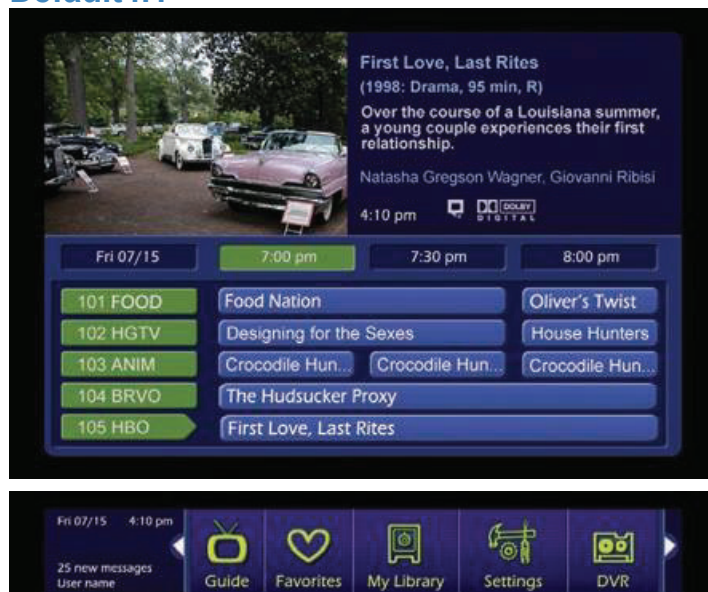 First Love, Last Rites
(1998: Drama, 95 min, R)
Over the course of a Louisiana summer,
a young couple experiences their first
relationship.
Natasha Gregson Wagner, Giovanni Ribisi
4:10 pm DOLBY
DIGITAL
Fri 07/15 7:00 pm 7:30 pm 8:00 pm
101 FOOD Food Nation Oliver's Twist
102 HGTV Designing for the Sexes House Hunters
103 ANIM Crocodile Hun... Crocodile Hun... Crocodile Hun...
104 BRVO The Hudsucker Proxy
105 HBO First Love, Last Rites
Fri 07/15 4:10 pm
25 new messages
User name
Guide Favorites My Library Settings DVR